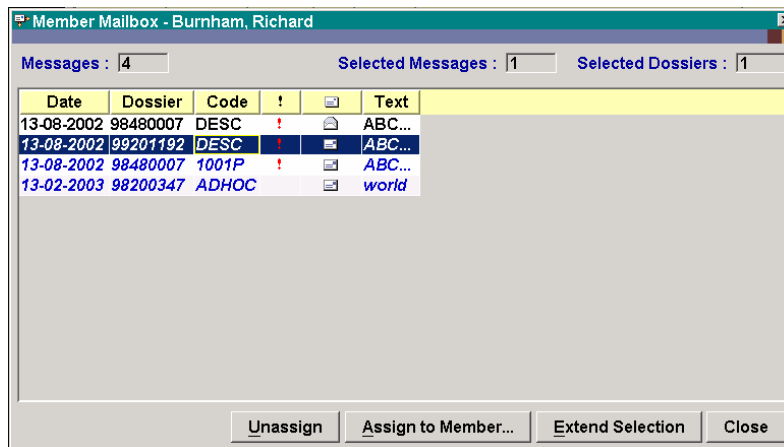 Member Mailbox - Burnham, Richard
Messages : 4 Selected Messages : 1 Selected Dossiers : 1
Date Dossier Code ! Text
13-08-2002 98480007 DESC ! ABC...
13-08-2002 99201192 DESC ! ABC...
13-08-2002 98480007 1001P ! ABC...
13-02-2003 98200347 ADHOC world
Unassign Assign to Member... Extend Selection Close